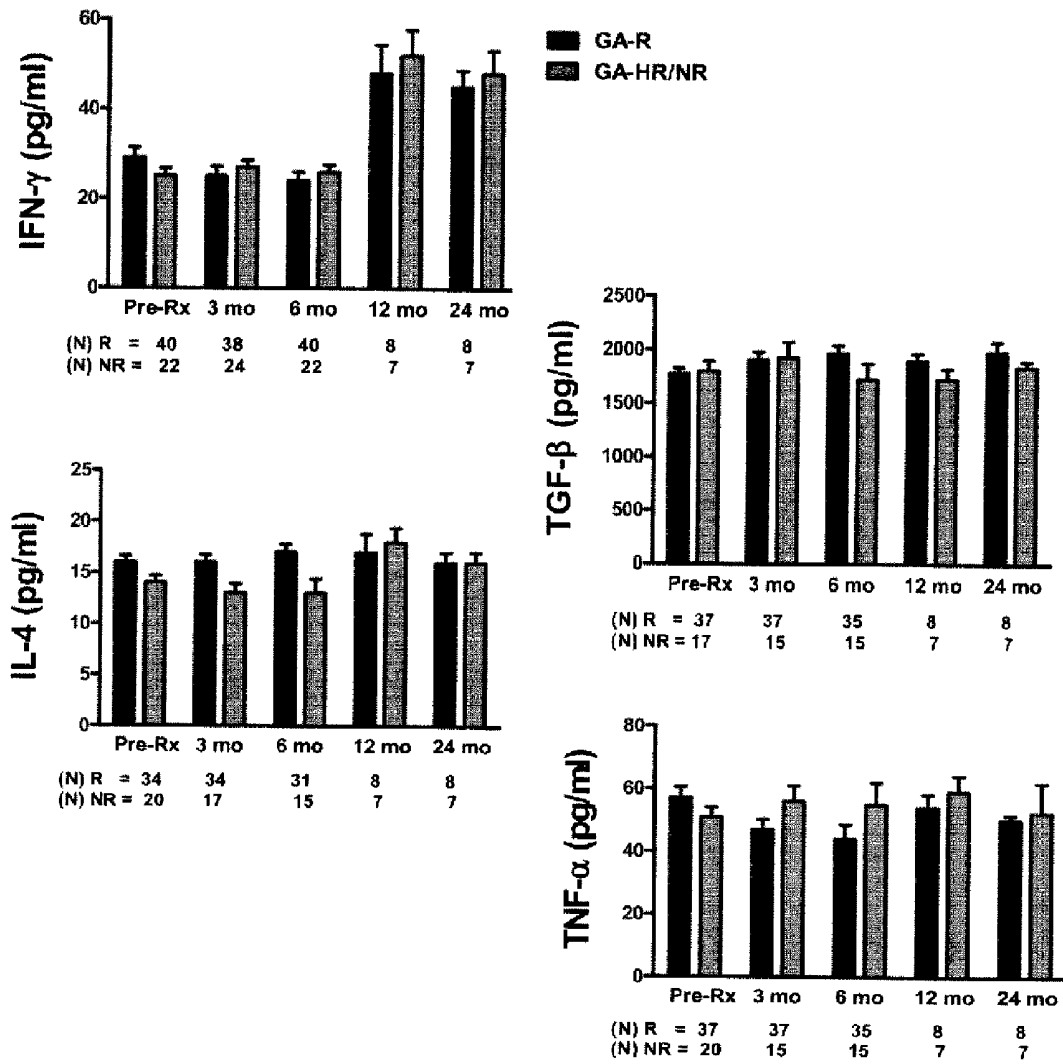 GA-R
GA-HR/NR
IFN-γ (pg/ml)
60
40
20
0
Pre-Rx 3 mo 6 mo 12 mo 24 mo
(N) R = 40 38 40 8 8
(N) NR = 22 24 22 7 7
IL-4 (pg/ml)
25
20
15
10
5
0
Pre-Rx 3 mo 6 mo 12 mo 24 mo
(N) R = 34 34 31 8 8
(N) NR = 20 17 15 7 7
TGF-β (pg/ml)
2500
2000
1500
1000
500
0
Pre-Rx 3 mo 6 mo 12 mo 24 mo
(N) R = 37 37 35 8 8
(N) NR = 17 15 15 7 7
TNF-α (pg/ml)
80
60
40
20
0
Pre-Rx 3 mo 6 mo 12 mo 24 mo
(N) R = 37 37 35 8 8
(N) NR = 20 15 15 7 7